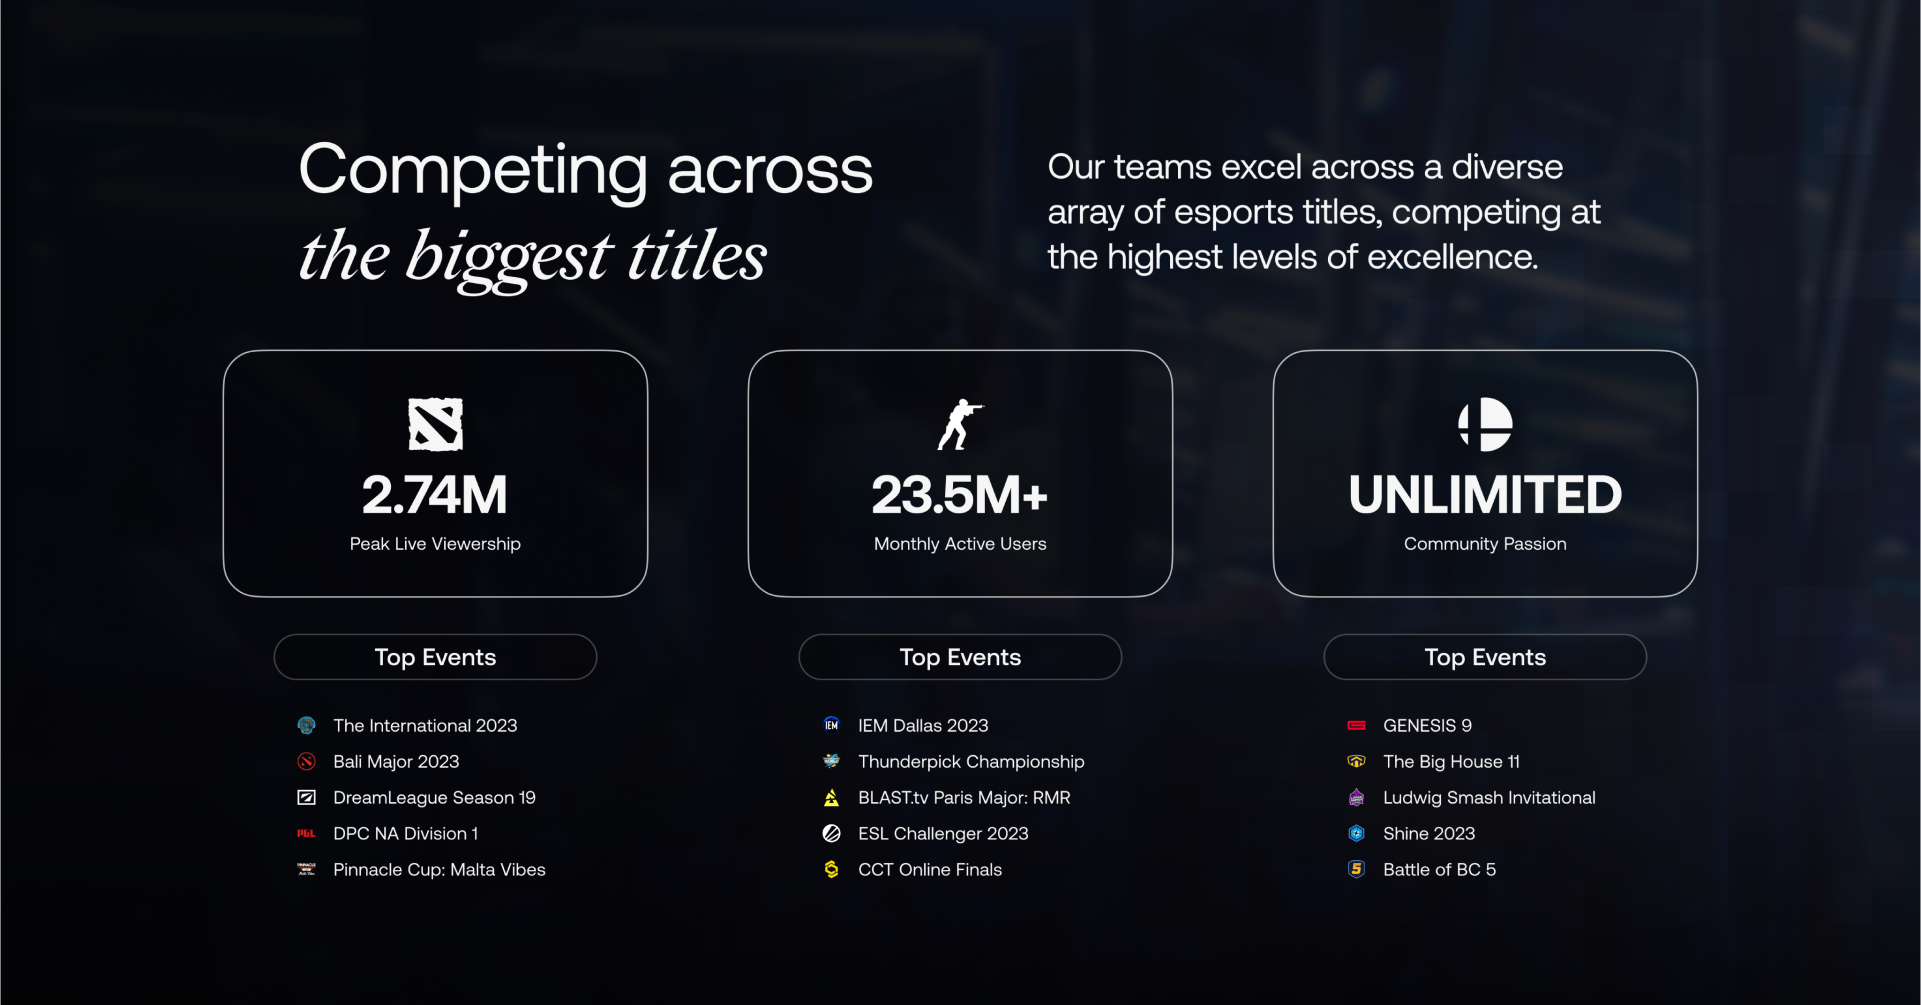 Competing across
the biggest titles
Our teams excel across a diverse
array of esports titles, competing at
the highest levels of excellence.
2.74M
Peak Live Viewership
23.5M+
Monthly Active Users
UNLIMITED
Community Passion
Top Events
The International 2023
Bali Major 2023
DreamLeague Season 19
PGL
DPC NA Division 1
PINNACLE
Pinnacle Cup: Malta Vibes
Top Events
IEM
IEM Dallas 2023
Thunderpick Championship
BLAST.tv Paris Major: RMR
ESL Challenger 2023
CCT Online Finals
Top Events
GENESIS 9
The Big House 11
Ludwig Smash Invitational
Shine 2023
5
Battle of BC 5